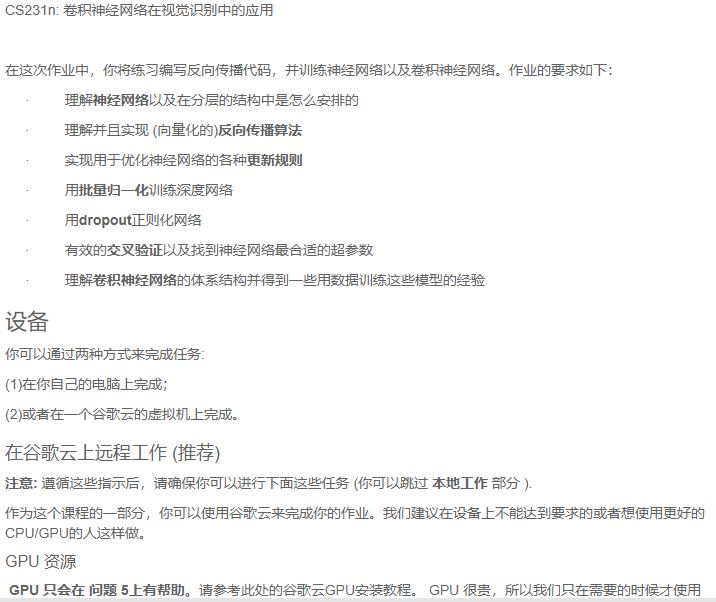 CS231n: 卷积神经网络在视觉识别中的应用
在这次作业中，你将练习编写反向传播代码，并训练神经网络以及卷积神经网络。作业的要求如下：
· 理解神经网络以及在分层的结构中是怎么安排的
· 理解并且实现 (向量化的)反向传播算法
· 实现用于优化神经网络的各种更新规则
· 用批量归一化训练深度网络
· 用dropout正则化网络
· 有效的交叉验证以及找到神经网络最合适的超参数
· 理解卷积神经网络的体系结构并得到一些用数据训练这些模型的经验
设备
你可以通过两种方式来完成任务:
(1)在你自己的电脑上完成；
(2)或者在一个谷歌云的虚拟机上完成。
在谷歌云上远程工作 (推荐)
注意: 遵循这些指示后，请确保你可以进行下面这些任务 (你可以跳过 本地工作 部分 ).
作为这个课程的一部分，你可以使用谷歌云来完成你的作业。我们建议在设备上不能达到要求的或者想使用更好的
CPU/GPU的人这样做。
GPU 资源
GPU 只会在 问题 5上有帮助。请参考此处的谷歌云GPU安装教程。 GPU 很贵，所以我们只在需要的时候才使用